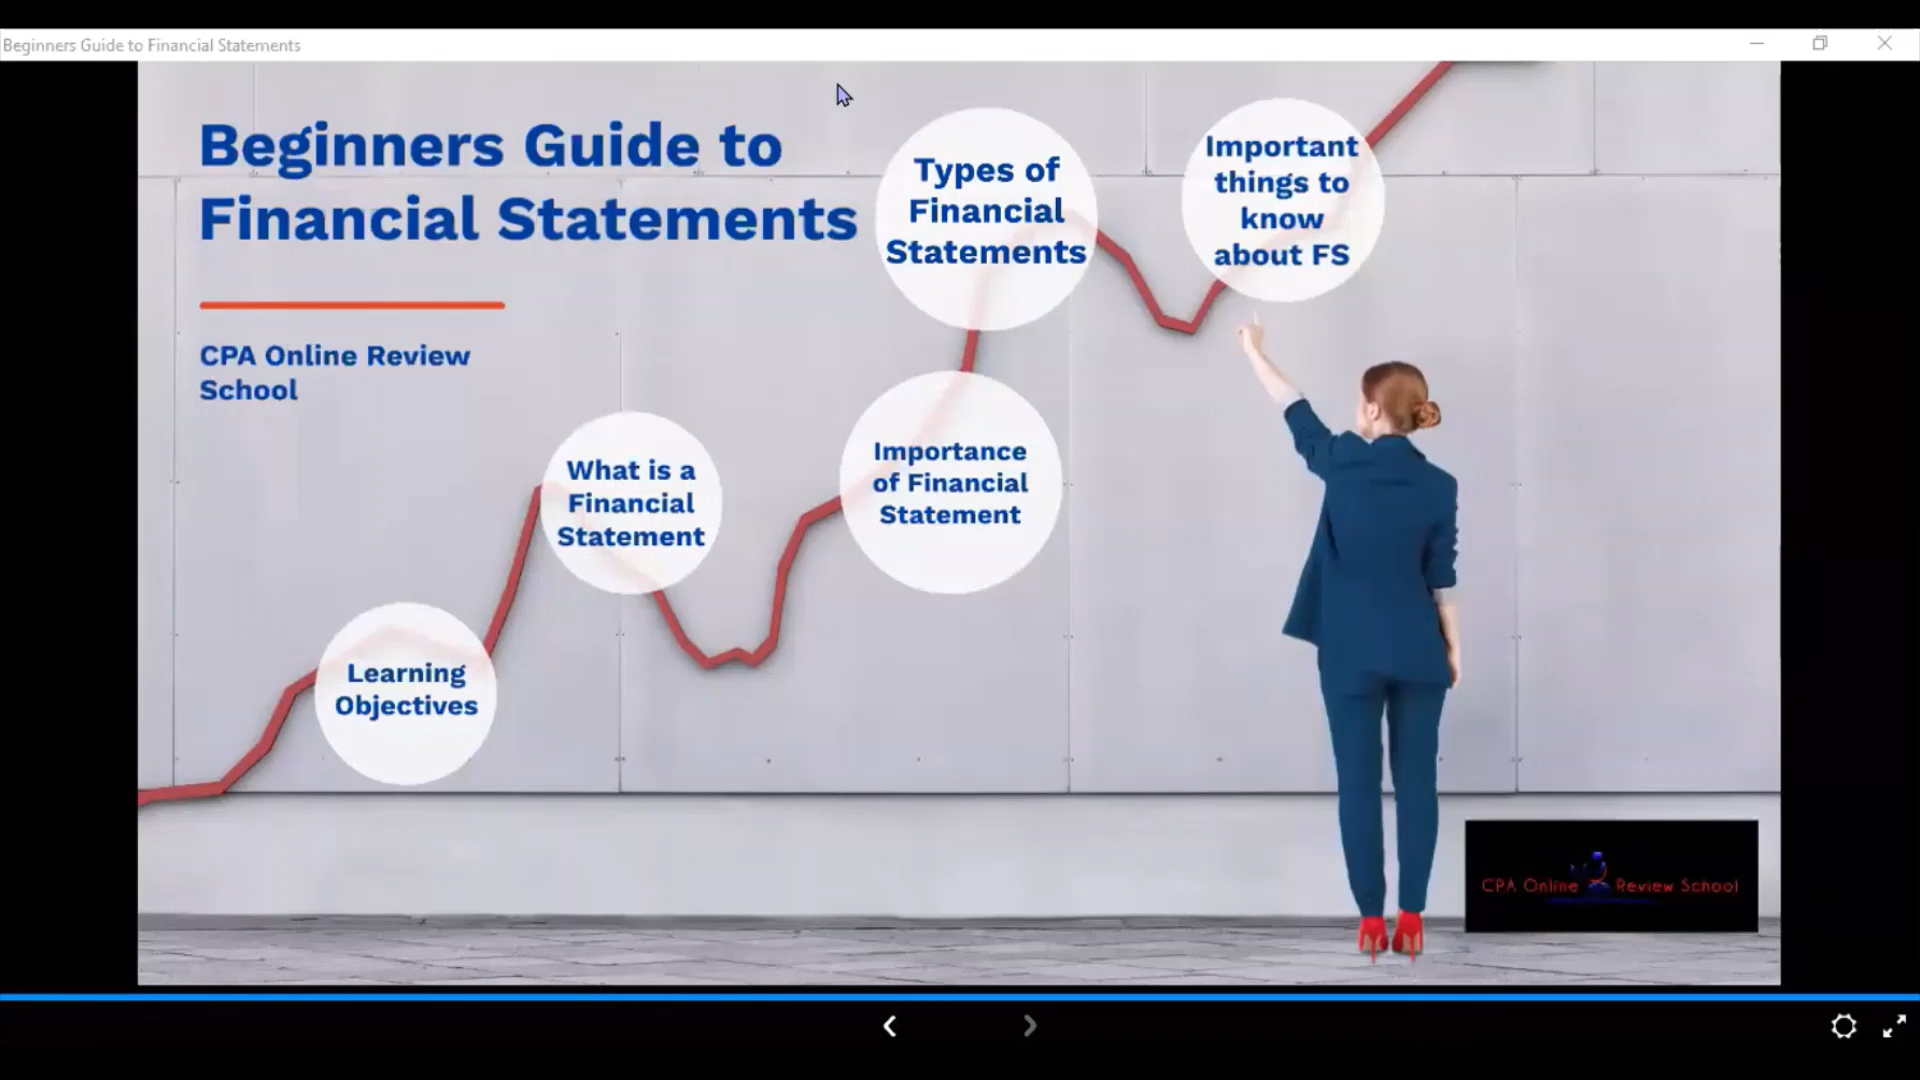 Beginners Guide to Financial Statements
Beginners Guide to
Financial Statements
CPA Online Review
School
Types of
Financial
Statements
Important
things to
know
about FS
What is a
Financial
Statement
Importance
of Financial
Statement
Learning
Objectives
CPA Online Review School